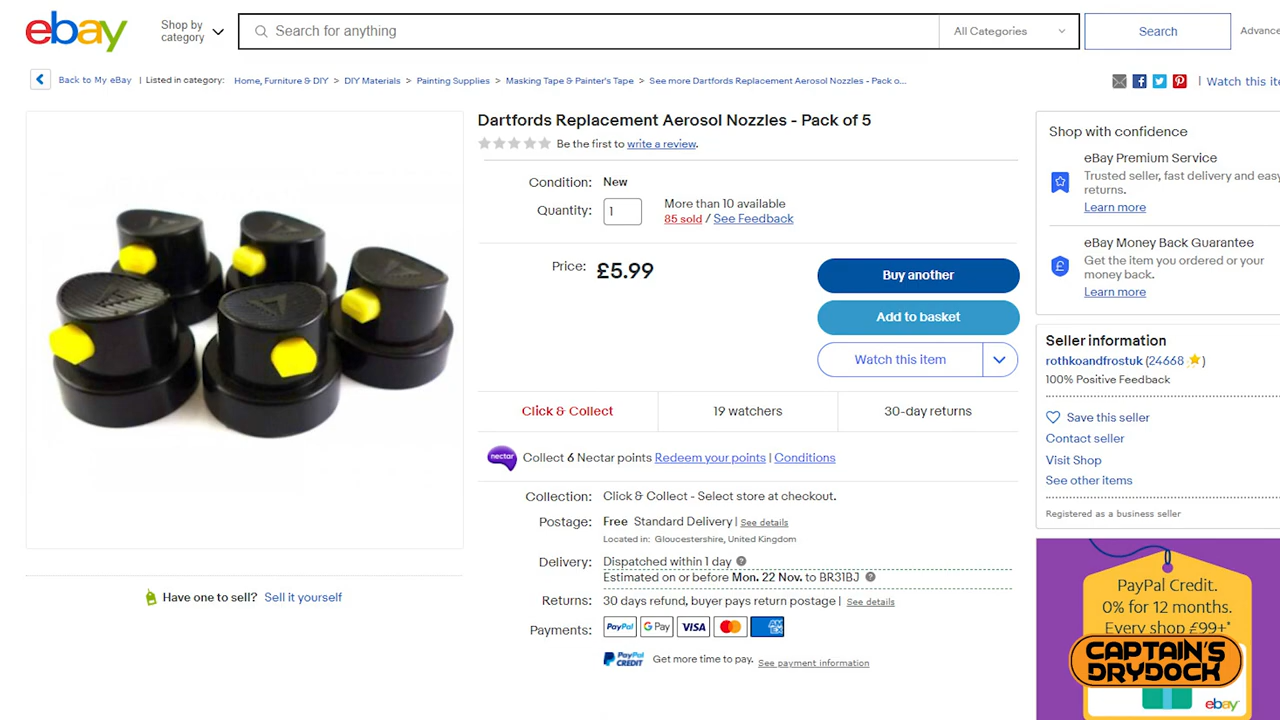 ebay
Shop by
category
Search for anything
All Categories
Search
Advance
Back to My eBay | Listed in category: Home, Furniture & DIY > DIY Materials > Painting Supplies > Masking Tape & Painter's Tape > See more Dartfords Replacement Aerosol Nozzles - Pack o...
| Watch this ite
Dartfords Replacement Aerosol Nozzles - Pack of 5
Be the first to write a review.
Condition: New
Quantity: 1
More than 10 available
85 sold / See Feedback
Price: £5.99
Buy another
Add to basket
Watch this item
Click & Collect
19 watchers
30-day returns
nectar Collect 6 Nectar points Redeem your points | Conditions
Collection: Click & Collect - Select store at checkout.
Postage: Free Standard Delivery | See details
Located in: Gloucestershire, United Kingdom
Delivery: Dispatched within 1 day
Estimated on or before Mon. 22 Nov. to BR31BJ
Returns: 30 days refund, buyer pays return postage | See details
Payments: PayPal G Pay VISA
PayPal CREDIT Get more time to pay. See payment information
Have one to sell? Sell it yourself
Shop with confidence
eBay Premium Service
Trusted seller, fast delivery and easy
returns.
Learn more
eBay Money Back Guarantee
Get the item you ordered or your
money back.
Learn more
Seller information
rothkoandfrostuk (24668 )
100% Positive Feedback
Save this seller
Contact seller
Visit Shop
See other items
Registered as a business seller
PayPal Credit.
0% for 12 months.
Every shop £99+*
CAPTAIN'S
DRYDOCK
ebay